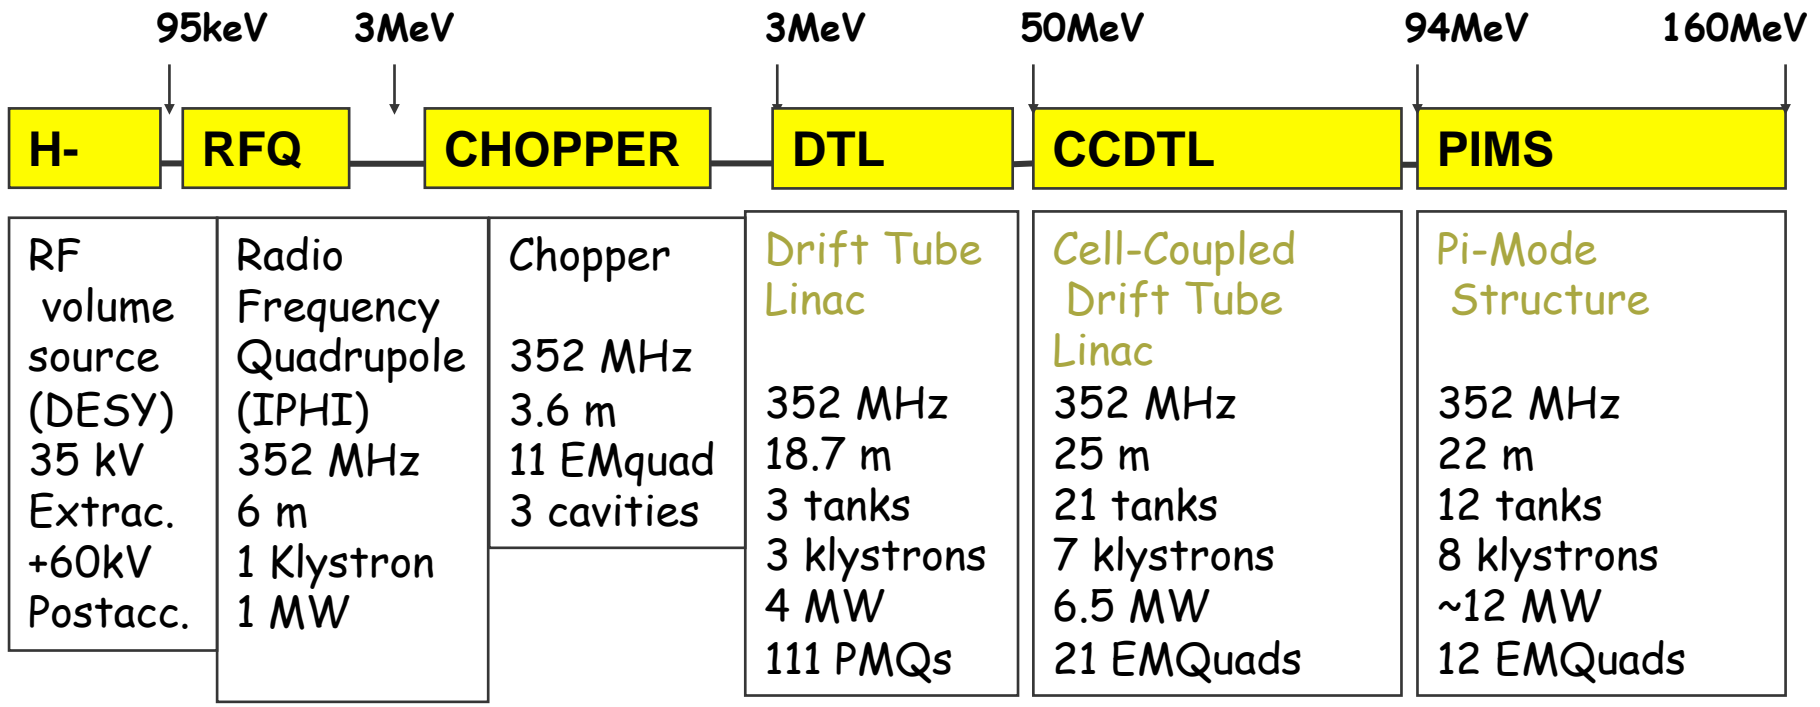 95keV 3MeV 3MeV 50MeV 94MeV 160MeV
H- RFQ CHOPPER DTL CCDTL PIMS
RF
volume
source
(DESY)
35 kV
Extrac.
+60kV
Postacc.
Radio
Frequency
Quadrupole
(IPHI)
352 MHz
6 m
1 Klystron
1 MW
Chopper
352 MHz
3.6 m
11 EMquad
3 cavities
Drift Tube
Linac
352 MHz
18.7 m
3 tanks
3 klystrons
4 MW
111 PMQs
Cell-Coupled
Drift Tube
Linac
352 MHz
25 m
21 tanks
7 klystrons
6.5 MW
21 EMQuads
Pi-Mode
Structure
352 MHz
22 m
12 tanks
8 klystrons
~12 MW
12 EMQuads